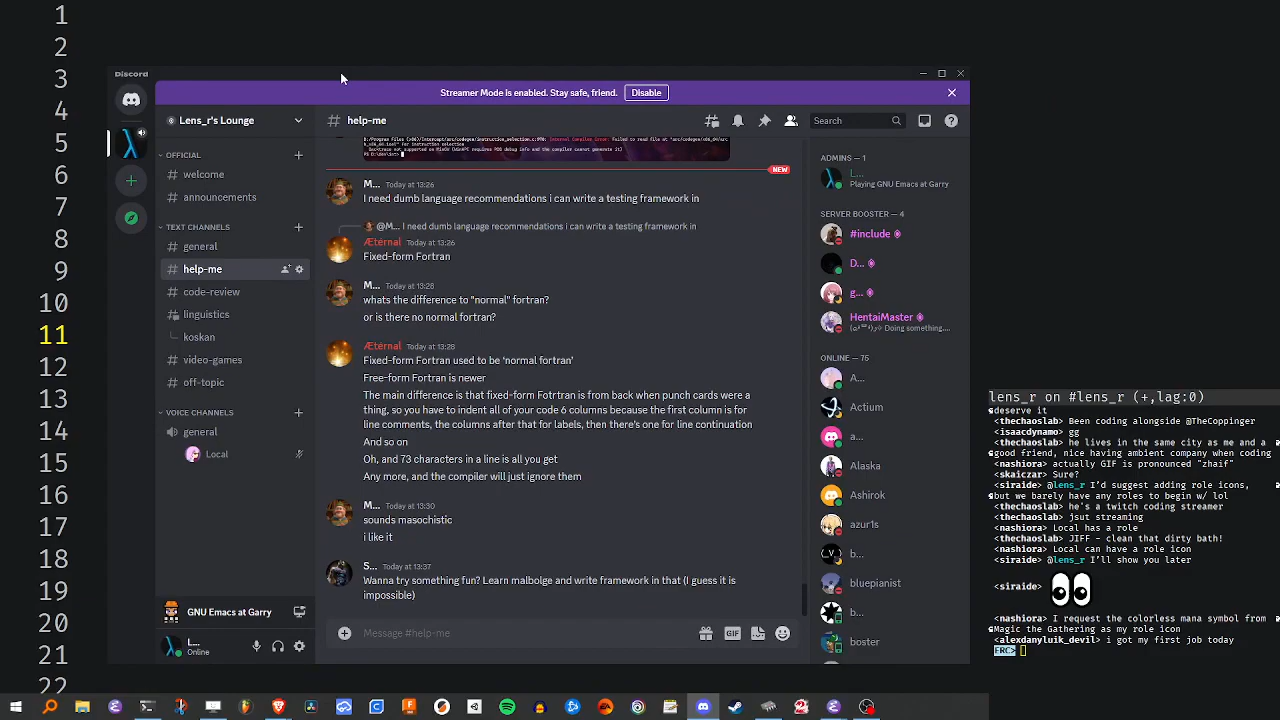 1
2
3
4
5
6
7
8
9
10
11
12
13
14
15
16
17
18
19
20
21
22
Discord
Streamer Mode is enabled. Stay safe, friend. Disable
Lens_r's Lounge
# help-me
Search
OFFICIAL
welcome
announcements
TEXT CHANNELS
general
help-me
code-review
linguistics
koskan
video-games
off-topic
VOICE CHANNELS
general
Local
GNU Emacs at Garry
L...
Online
NEW
M... Today at 13:26
I need dumb language recommendations i can write a testing framework in
@M... I need dumb language recommendations i can write a testing framework in
Ætérnal Today at 13:26
Fixed-form Fortran
M... Today at 13:28
whats the difference to "normal" fortran?
or is there no normal fortran?
Ætérnal Today at 13:28
Fixed-form Fortran used to be 'normal fortran'
Free-form Fortran is newer
The main difference is that fixed-form Fotrtran is from back when punch cards were a
thing, so you have to indent all of your code 6 columns because the first column is for
line comments, the columns after that for labels, then there's one for line continuation
And so on
Oh, and 73 characters in a line is all you get
Any more, and the compiler will just ignore them
M... Today at 13:30
sounds masochistic
i like it
S... Today at 13:37
Wanna try something fun? Learn malbolge and write framework in that (I guess it is
impossible)
Message #help-me
GIF
ADMINS — 1
L...
Playing GNU Emacs at Garry
SERVER BOOSTER — 4
#include
D...
g...
HentaiMaster
Doing something....
ONLINE — 75
A...
Actium
a...
Alaska
Ashirok
azur1s
b...
bluepianist
b...
boster
lens_r on #lens_r (+,lag:0)
deserve it
<thechaoslab> Been coding alongside @TheCoppinger
<isaacdynamo> gg
<thechaoslab> he lives in the same city as me and a
good friend, nice having ambient company when coding
<nashiora> actually GIF is pronounced "zhaif"
<skaiczar> Sure?
<siraide> @lens_r I'd suggest adding role icons,
but we barely have any roles to begin w/ lol
<thechaoslab> he's a twitch coding streamer
<thechaoslab> jsut streaming
<nashiora> Local has a role
<thechaoslab> JIFF - clean that dirty bath!
<nashiora> Local can have a role icon
<siraide> @lens_r I'll show you later
<siraide>
<nashiora> I request the colorless mana symbol from
Magic the Gathering as my role icon
<alexdanyluik_devil> i got my first job today
ERC>